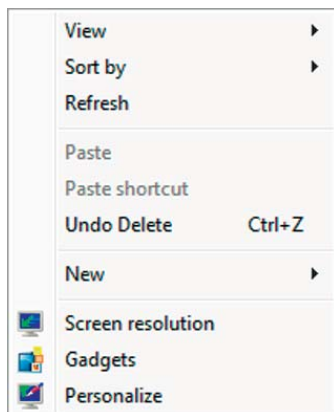 View
Sort by
Refresh
Paste
Paste shortcut
Undo Delete Ctrl+Z
New
Screen resolution
Gadgets
Personalize